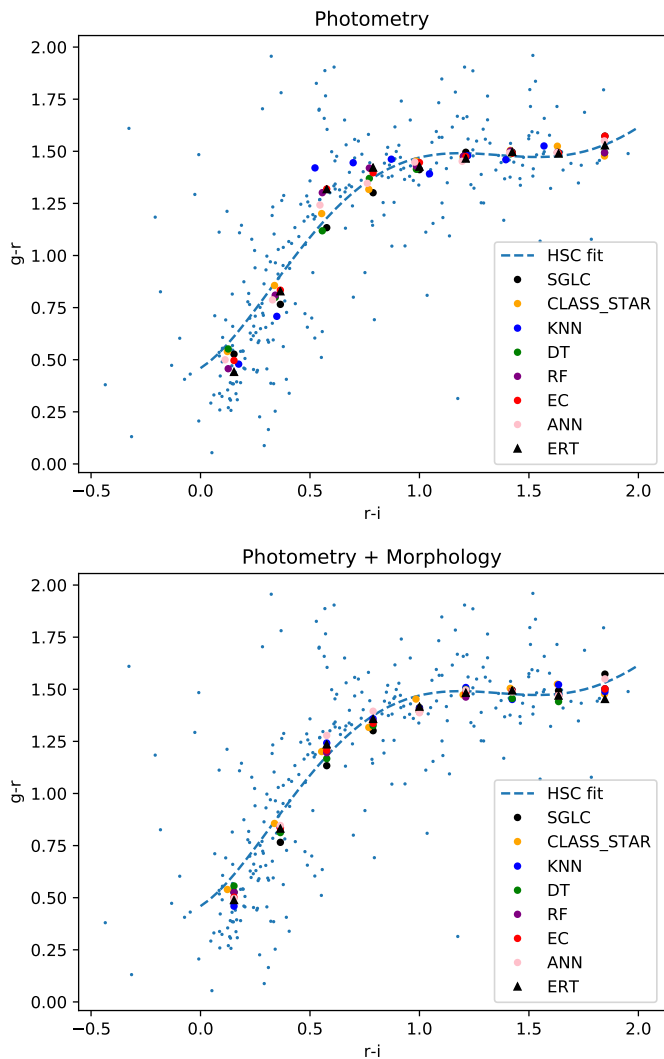 Photometry
2.00
1.75
1.50
1.25
1.00
0.75
0.50
0.25
0.00
g-r
HSC fit
SGLC
CLASS_STAR
KNN
DT
RF
EC
ANN
ERT
−0.5 0.0 0.5 1.0 1.5 2.0
r-i
Photometry + Morphology
2.00
1.75
1.50
1.25
1.00
0.75
0.50
0.25
0.00
g-r
HSC fit
SGLC
CLASS_STAR
KNN
DT
RF
EC
ANN
ERT
−0.5 0.0 0.5 1.0 1.5 2.0
r-i